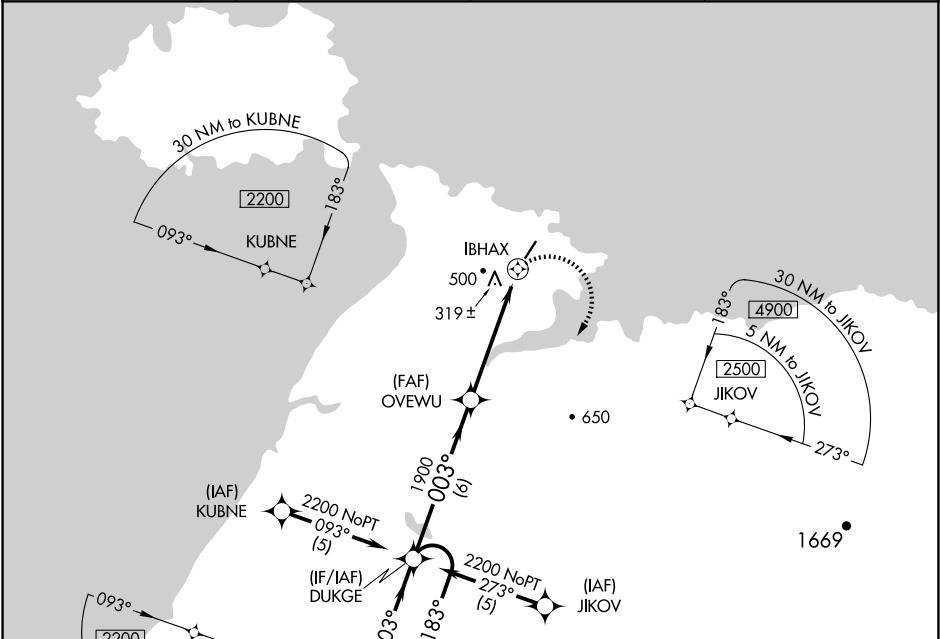 30 NM to KUBNE
2200
183°
093°
KUBNE
IBHAX
500
319 ±
30 NM to JIKOV
4900
183°
5 NM to JIKOV
2500
JIKOV
273°
(FAF)
OVEWU
650
1900
003°
(6)
(IAF)
KUBNE
2200 NoPT
093°
(5)
1669
(IF/IAF)
DUKGE
2200 NoPT
273°
(5)
(IAF)
JIKOV
093°
183°
2200